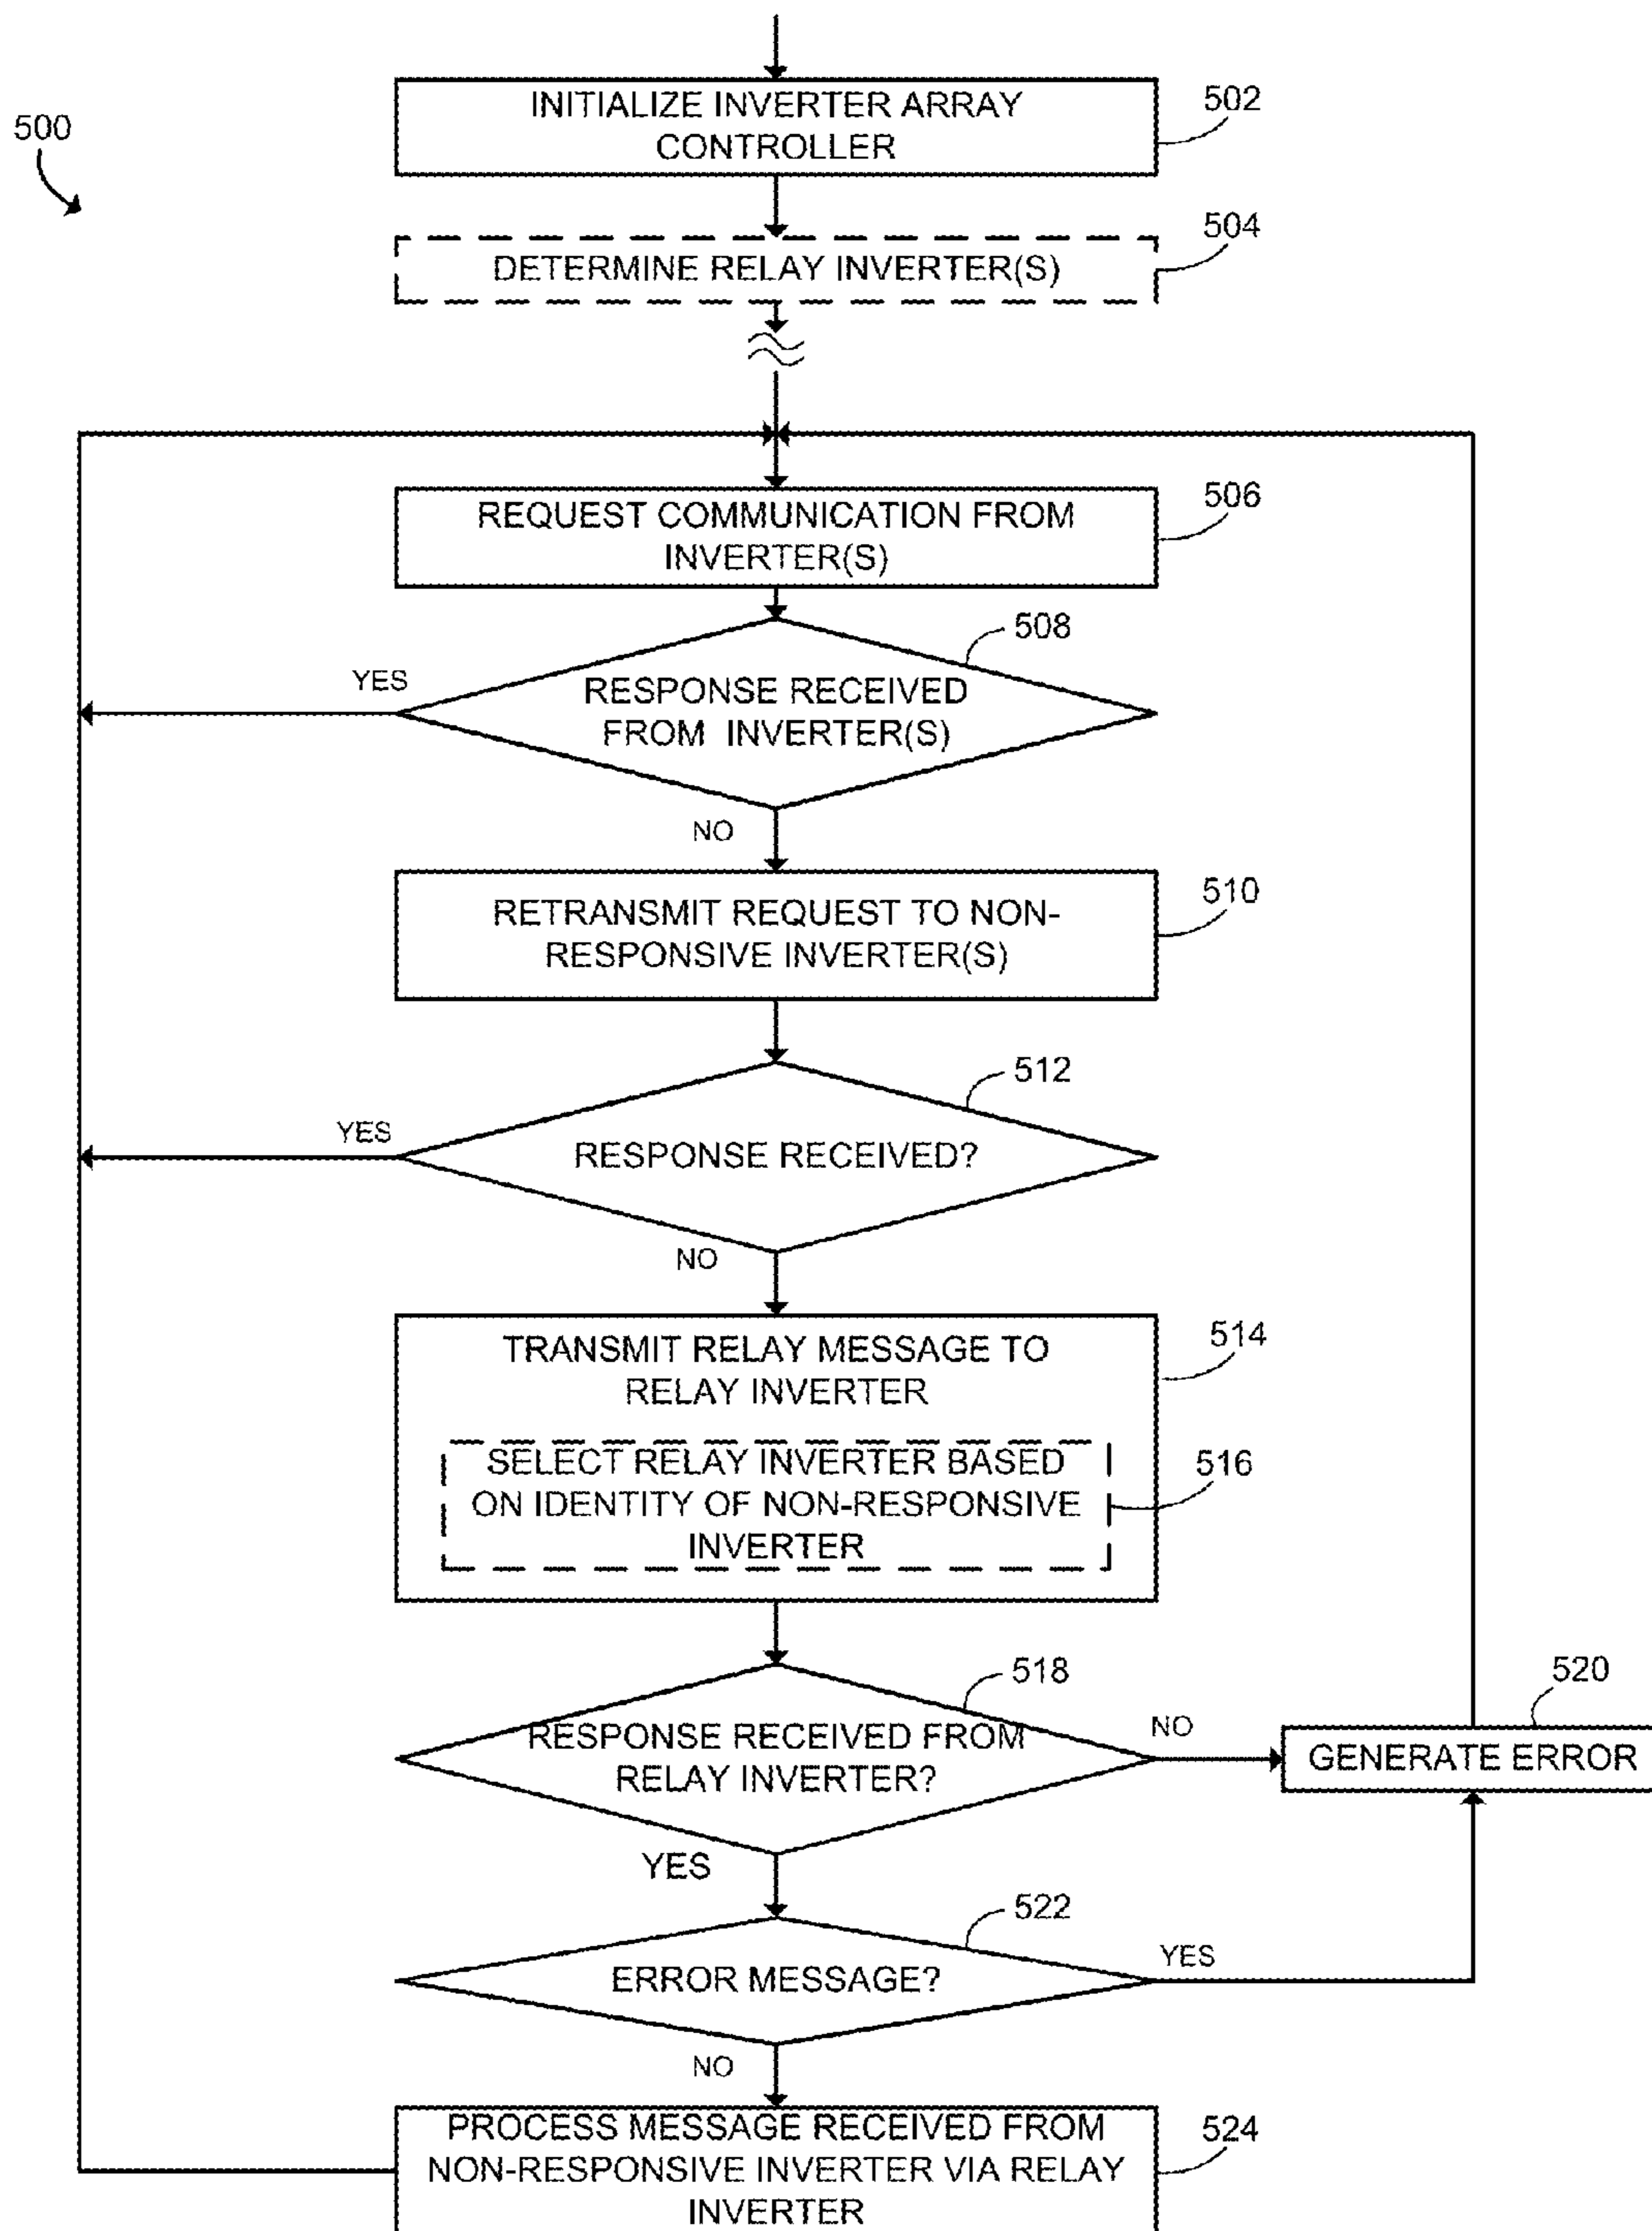 INITIALIZE INVERTER ARRAY
CONTROLLER
502
500
504
DETERMINE RELAY INVERTER(S)
506
REQUEST COMMUNICATION FROM
INVERTER(S)
508
YES
RESPONSE RECEIVED
FROM INVERTER(S)
NO
510
RETRANSMIT REQUEST TO NON-
RESPONSIVE INVERTER(S)
512
YES
RESPONSE RECEIVED?
NO
514
TRANSMIT RELAY MESSAGE TO
RELAY INVERTER
516
SELECT RELAY INVERTER BASED
ON IDENTITY OF NON-RESPONSIVE
INVERTER
518
520
RESPONSE RECEIVED FROM
RELAY INVERTER?
NO
GENERATE ERROR
YES
522
ERROR MESSAGE?
YES
NO
524
PROCESS MESSAGE RECEIVED FROM
NON-RESPONSIVE INVERTER VIA RELAY
INVERTER